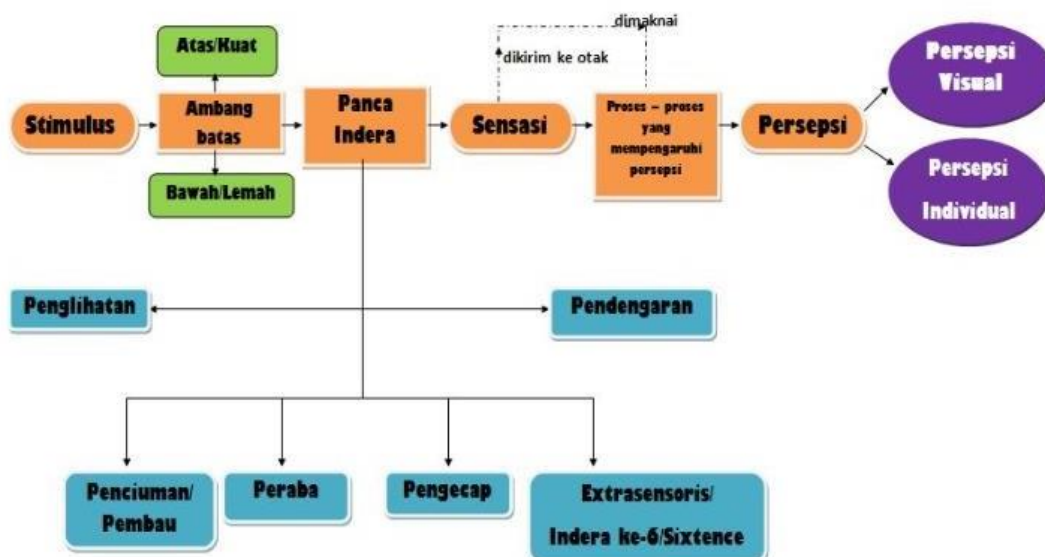 Atas/Kuat
dimaknai
dikirim ke otak
Stimulus
Ambang
batas
Panca
Indera
Sensasi
Proses – proses
yang
mempengaruhi
persepsi
Persepsi
Persepsi
Visual
Bawah/Lemah
Persepsi
Individual
Penglihatan
Pendengaran
Penciuman/
Pembau
Peraba
Pengecap
Extrasensoris/
Indera ke-6/Sixtence